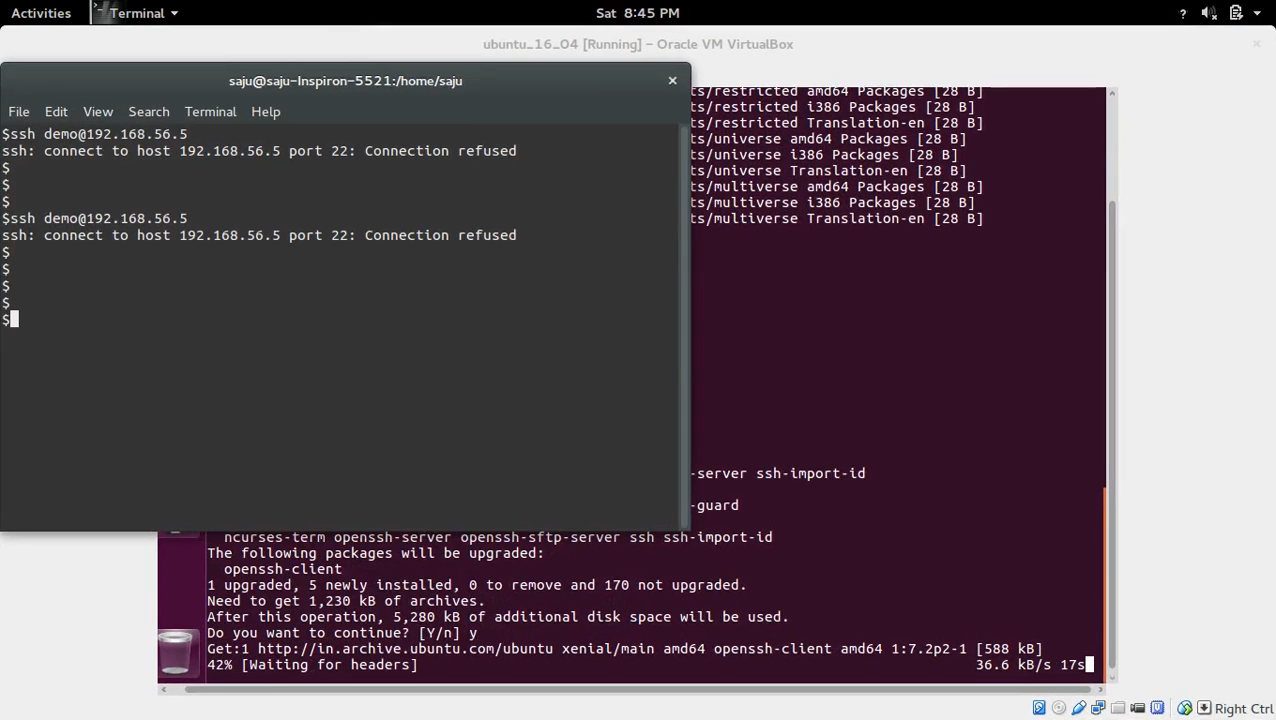 Activities
Terminal
Sat 8:45 PM
?
ubuntu_16_04 [Running] – Oracle VM VirtualBox
×
saju@saju-Inspiron-5521:/home/saju
×
File Edit View Search Terminal Help
$ssh demo@192.168.56.5
ssh: connect to host 192.168.56.5 port 22: Connection refused
$
$
$
$ssh demo@192.168.56.5
ssh: connect to host 192.168.56.5 port 22: Connection refused
$
$
$
$
$
ts/restricted amd64 Packages [28 B]
ts/restricted i386 Packages [28 B]
ts/restricted Translation-en [28 B]
ts/universe amd64 Packages [28 B]
ts/universe i386 Packages [28 B]
ts/universe Translation-en [28 B]
ts/multiverse amd64 Packages [28 B]
ts/multiverse i386 Packages [28 B]
ts/multiverse Translation-en [28 B]
-server ssh-import-id
-guard
ncurses-term openssh-server openssh-sftp-server ssh ssh-import-id
The following packages will be upgraded:
openssh-client
1 upgraded, 5 newly installed, 0 to remove and 170 not upgraded.
Need to get 1,230 kB of archives.
After this operation, 5,280 kB of additional disk space will be used.
Do you want to continue? [Y/n] y
Get:1 http://in.archive.ubuntu.com/ubuntu xenial/main amd64 openssh-client amd64 1:7.2p2-1 [588 kB]
42% [Waiting for headers] 36.6 kB/s 17s
Right Ctrl